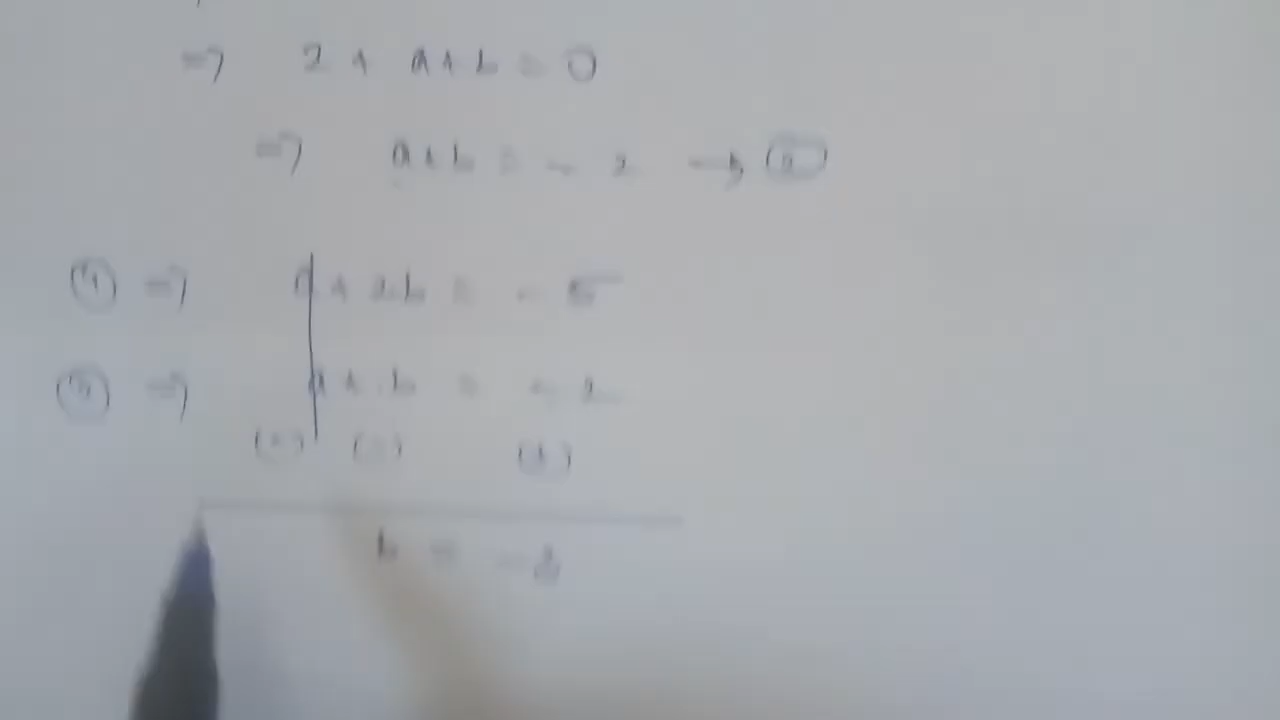 => 2 + a + b = 0
=> a + b = - 2 → (2)
(1) => a + 2b = - 5
(2) => a + b = - 2
(-) (-) (+)
b = - 3